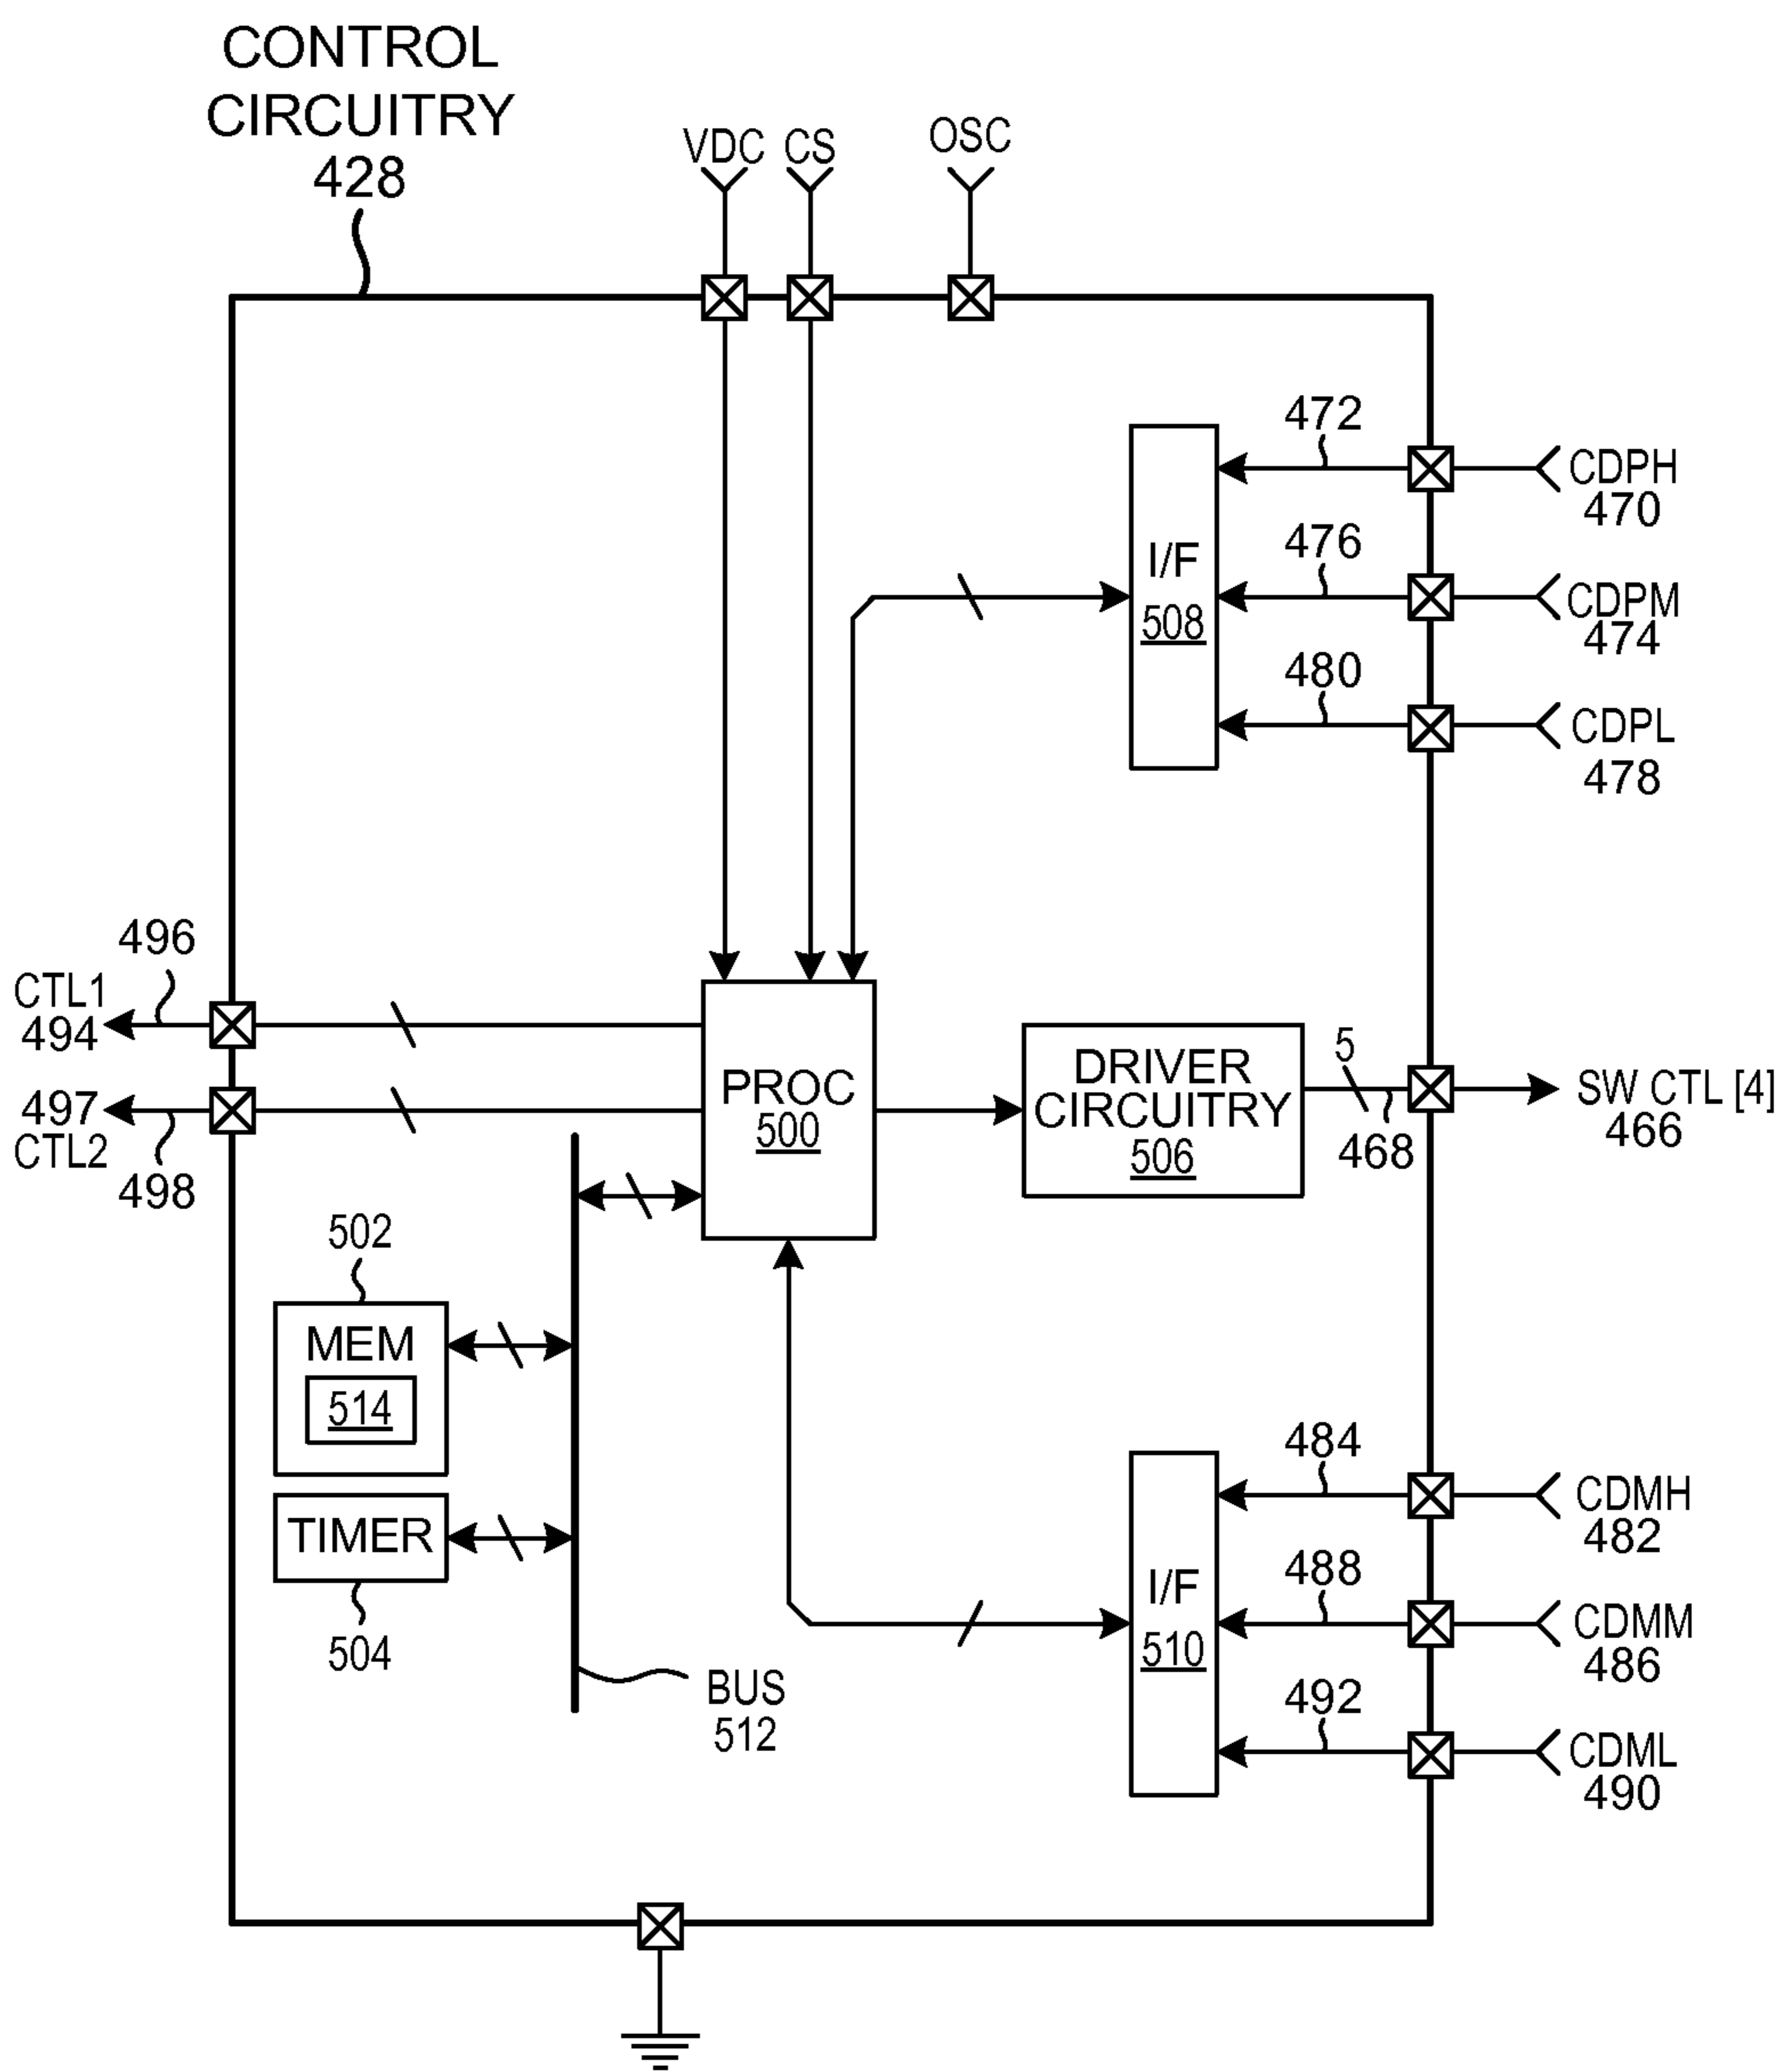 CONTROL
CIRCUITRY
428
VDC
CS
OSC
472
CDPH
470
476
I/F
508
CDPM
474
480
CDPL
478
496
CTL1
494
497
CTL2
498
PROC
500
DRIVER
CIRCUITRY
506
5
468
SW CTL [4]
466
502
MEM
514
TIMER
504
BUS
512
484
CDMH
482
488
I/F
510
CDMM
486
492
CDML
490